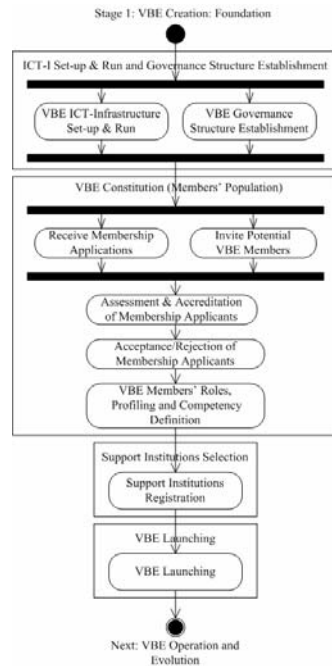 Stage 1: VBE Creation: Foundation
ICT-I Set-up & Run and Governance Structure Establishment
VBE ICT-Infrastructure
Set-up & Run
VBE Governance
Structure Establishment
VBE Constitution (Members' Population)
Receive Membership
Applications
Invite Potential
VBE Members
Assessment & Accreditation
of Membership Applicants
Acceptance/Rejection of
Membership Applicants
VBE Members' Roles,
Profiling and Competency
Definition
Support Institutions Selection
Support Institutions
Registration
VBE Launching
VBE Launching
Next: VBE Operation and
Evolution